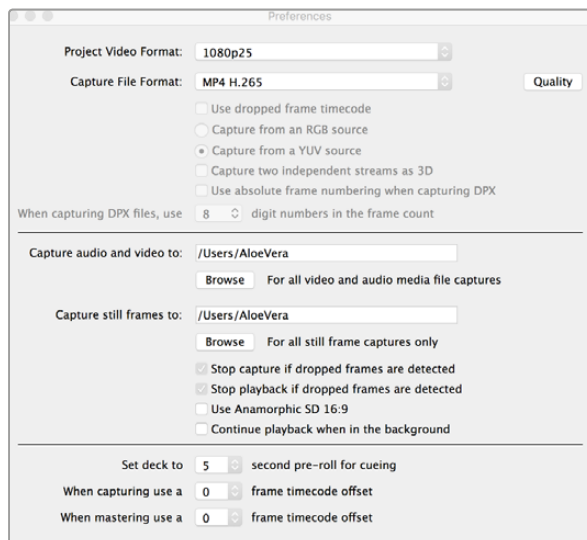 Preferences
Project Video Format: 1080p25
Capture File Format: MP4 H.265 Quality
Use dropped frame timecode
Capture from an RGB source
Capture from a YUV source
Capture two independent streams as 3D
Use absolute frame numbering when capturing DPX
When capturing DPX files, use 8 digit numbers in the frame count
Capture audio and video to: /Users/AloeVera
Browse For all video and audio media file captures
Capture still frames to: /Users/AloeVera
Browse For all still frame captures only
Stop capture if dropped frames are detected
Stop playback if dropped frames are detected
Use Anamorphic SD 16:9
Continue playback when in the background
Set deck to 5 second pre-roll for cueing
When capturing use a 0 frame timecode offset
When mastering use a 0 frame timecode offset